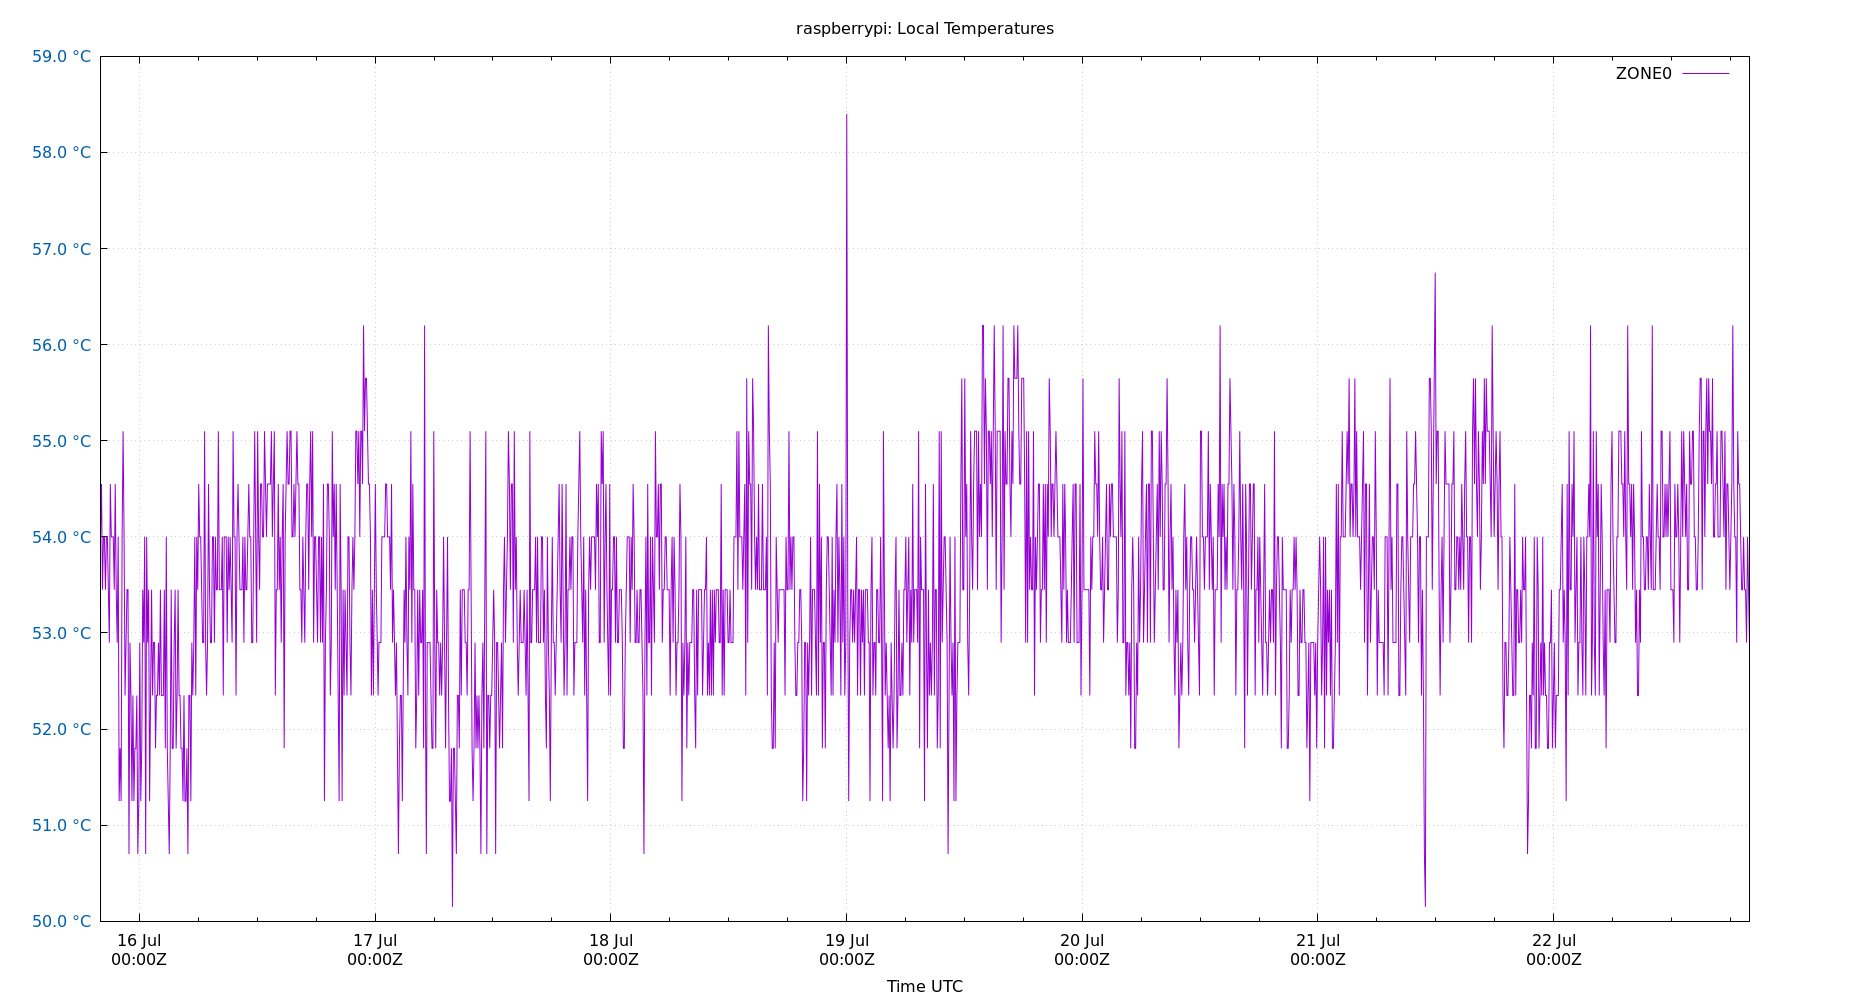 raspberrypi: Local Temperatures
59.0 °C
ZONE0
58.0 °C
57.0 °C
56.0 °C
55.0 °C
54.0 °C
53.0 °C
52.0 °C
51.0 °C
50.0 °C
16 Jul 17 Jul 18 Jul 19 Jul 20 Jul 21 Jul 22 Jul
00:00Z 00:00Z 00:00Z 00:00Z 00:00Z 00:00Z 00:00Z
Time UTC